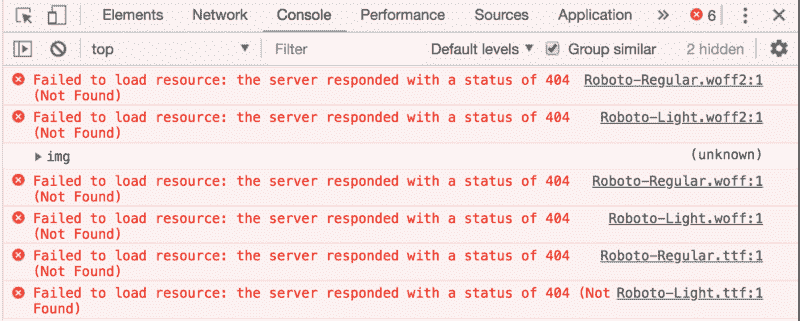 Elements Network Console Performance Sources Application » 6
top Filter Default levels Group similar 2 hidden
Failed to load resource: the server responded with a status of 404 Roboto-Regular.woff2:1
(Not Found)
Failed to load resource: the server responded with a status of 404 Roboto-Light.woff2:1
(Not Found)
img (unknown)
Failed to load resource: the server responded with a status of 404 Roboto-Regular.woff:1
(Not Found)
Failed to load resource: the server responded with a status of 404 Roboto-Light.woff:1
(Not Found)
Failed to load resource: the server responded with a status of 404 Roboto-Regular.ttf:1
(Not Found)
Failed to load resource: the server responded with a status of 404 (Not Roboto-Light.ttf:1
Found)